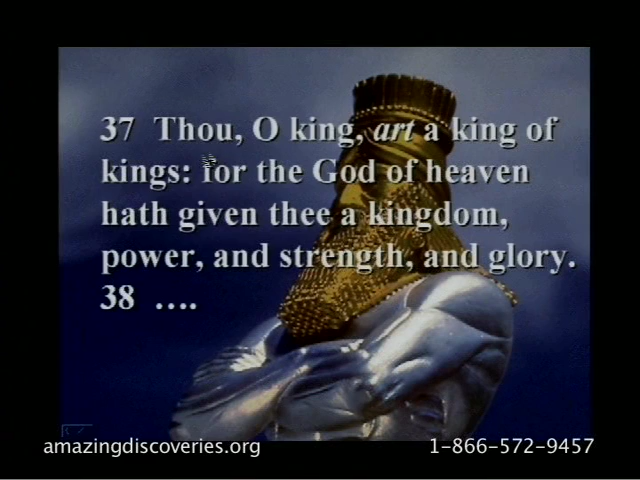 37 Thou, O king, art a king of
kings: for the God of heaven
hath given thee a kingdom,
power, and strength, and glory.
38 ....
amazingdiscoveries.org
1-866-572-9457